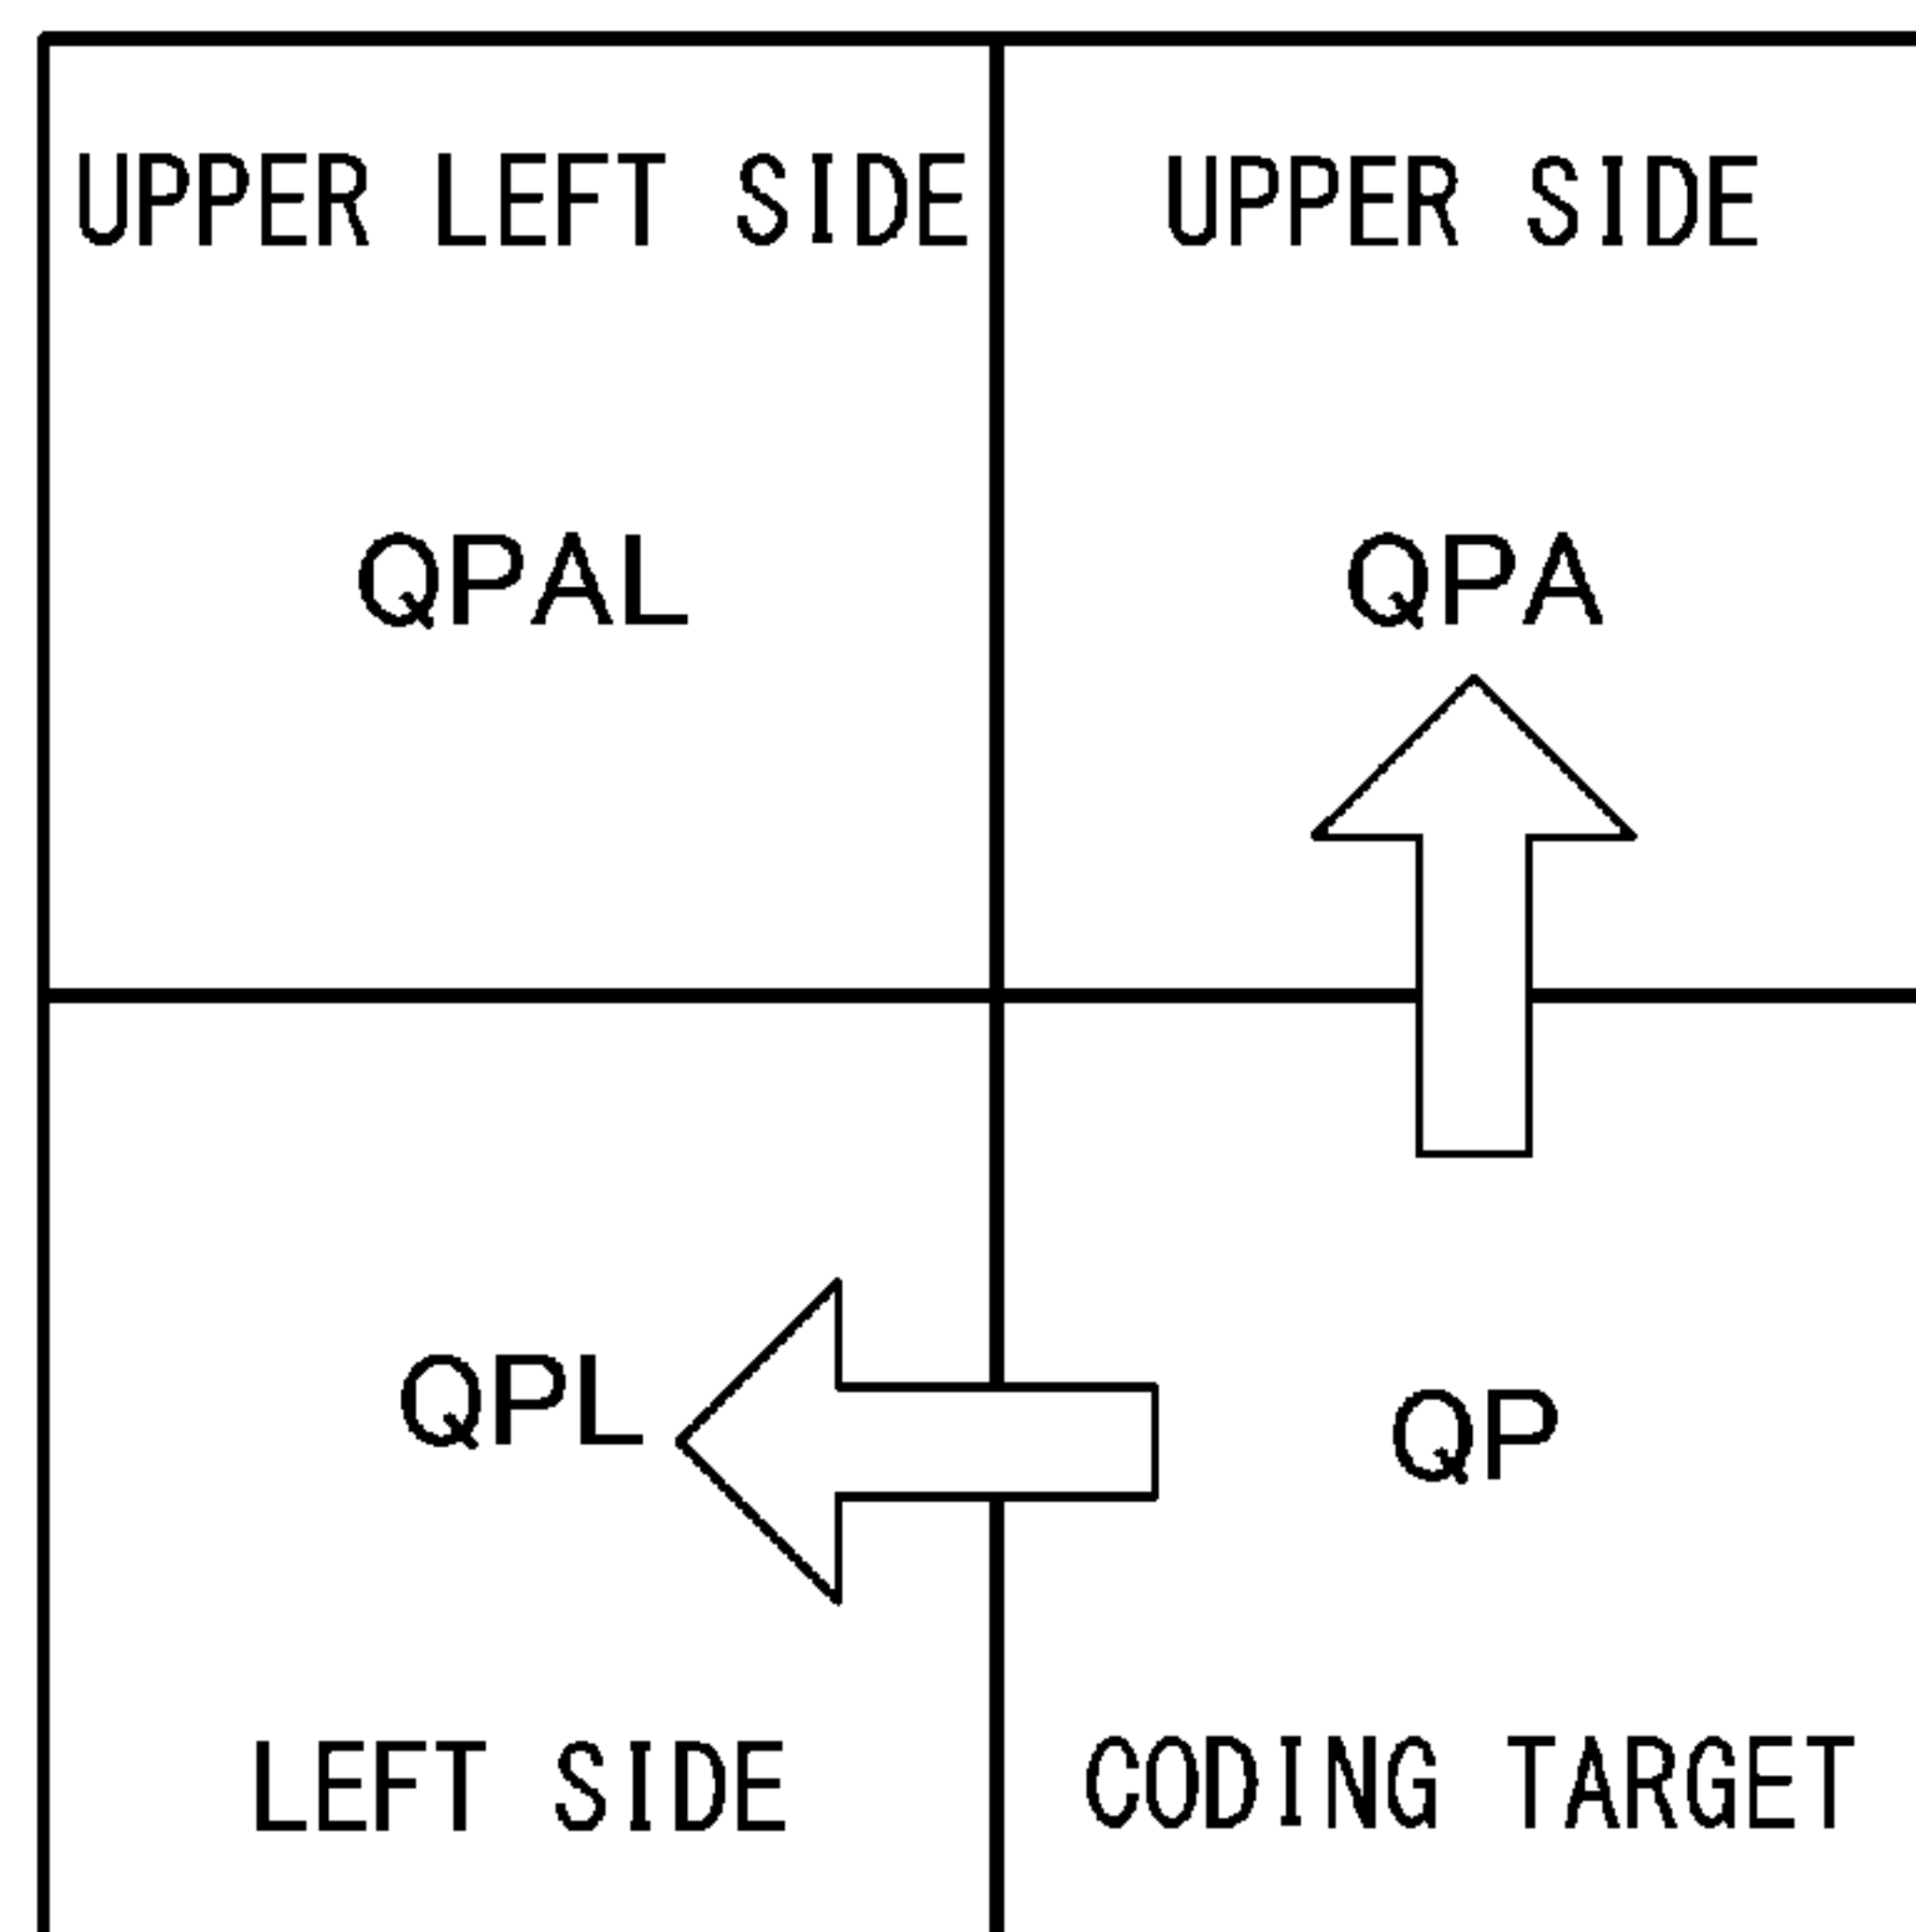 UPPER LEFT SIDE
UPPER SIDE
QPAL
QPA
QPL
QP
LEFT SIDE
CODING TARGET